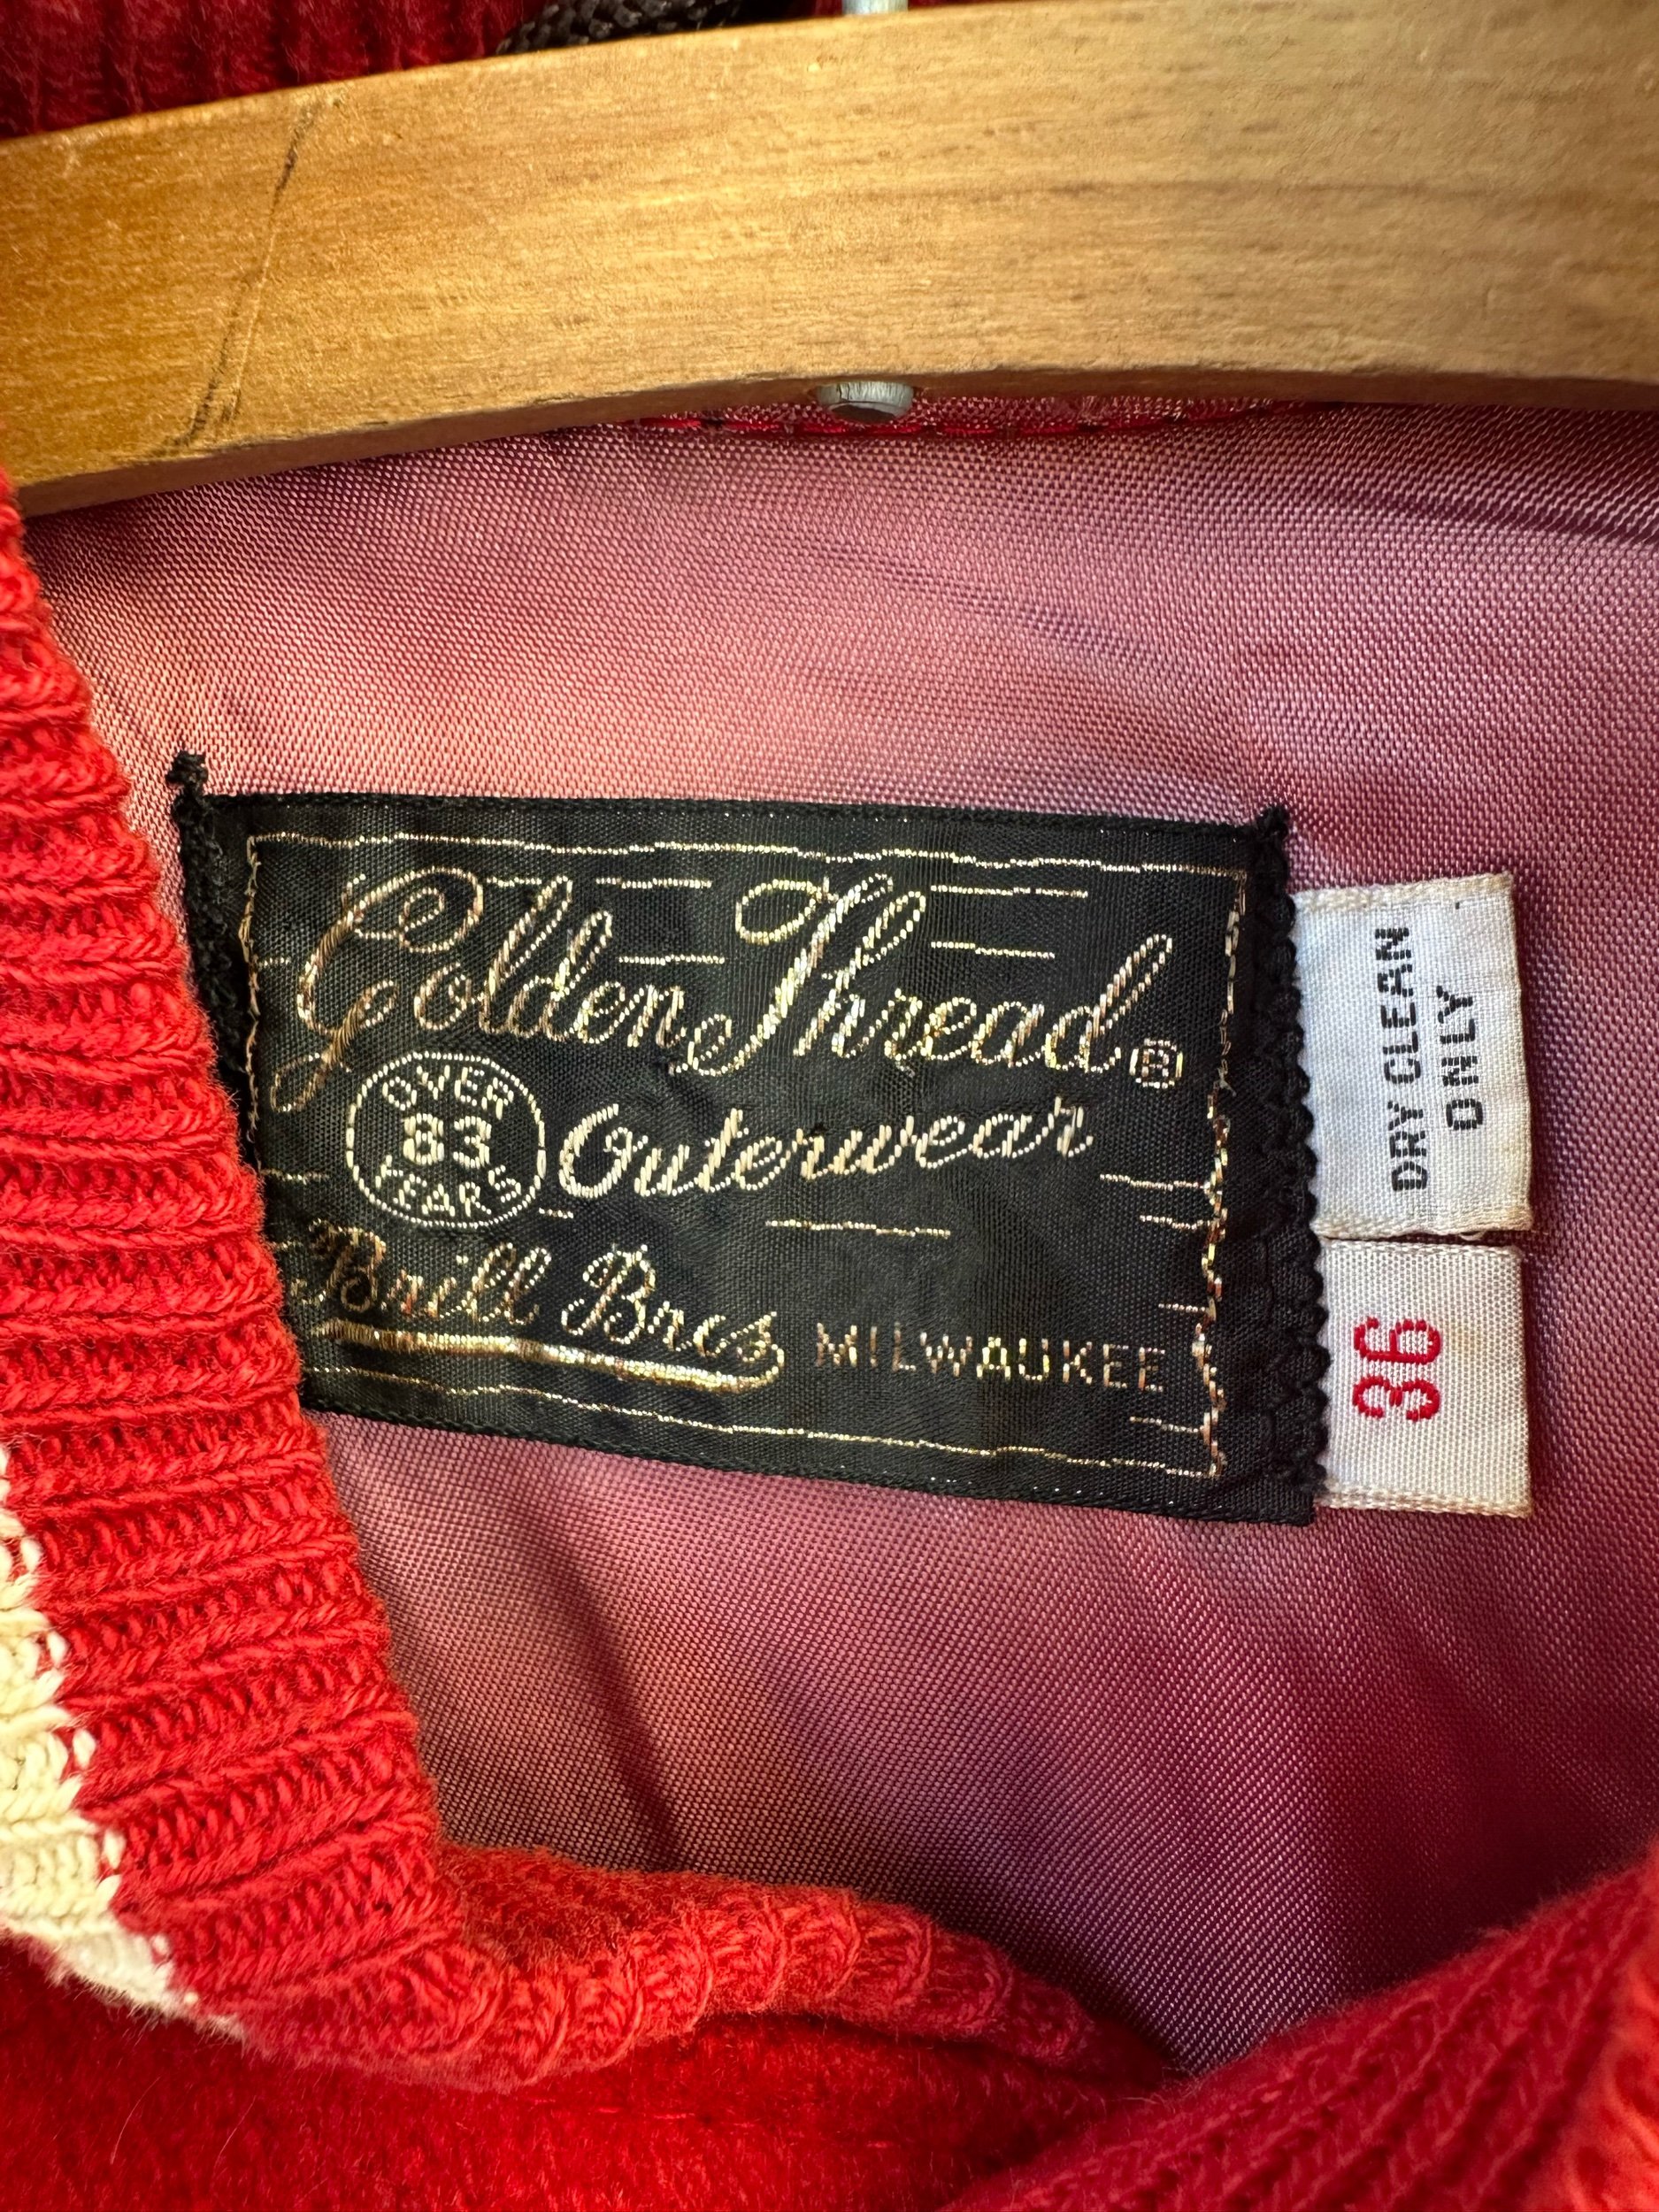 Golden Thread®
OVER
83
YEARS
Outerwear
Brill Bros
MILWAUKEE
DRY CLEAN
ONLY
36